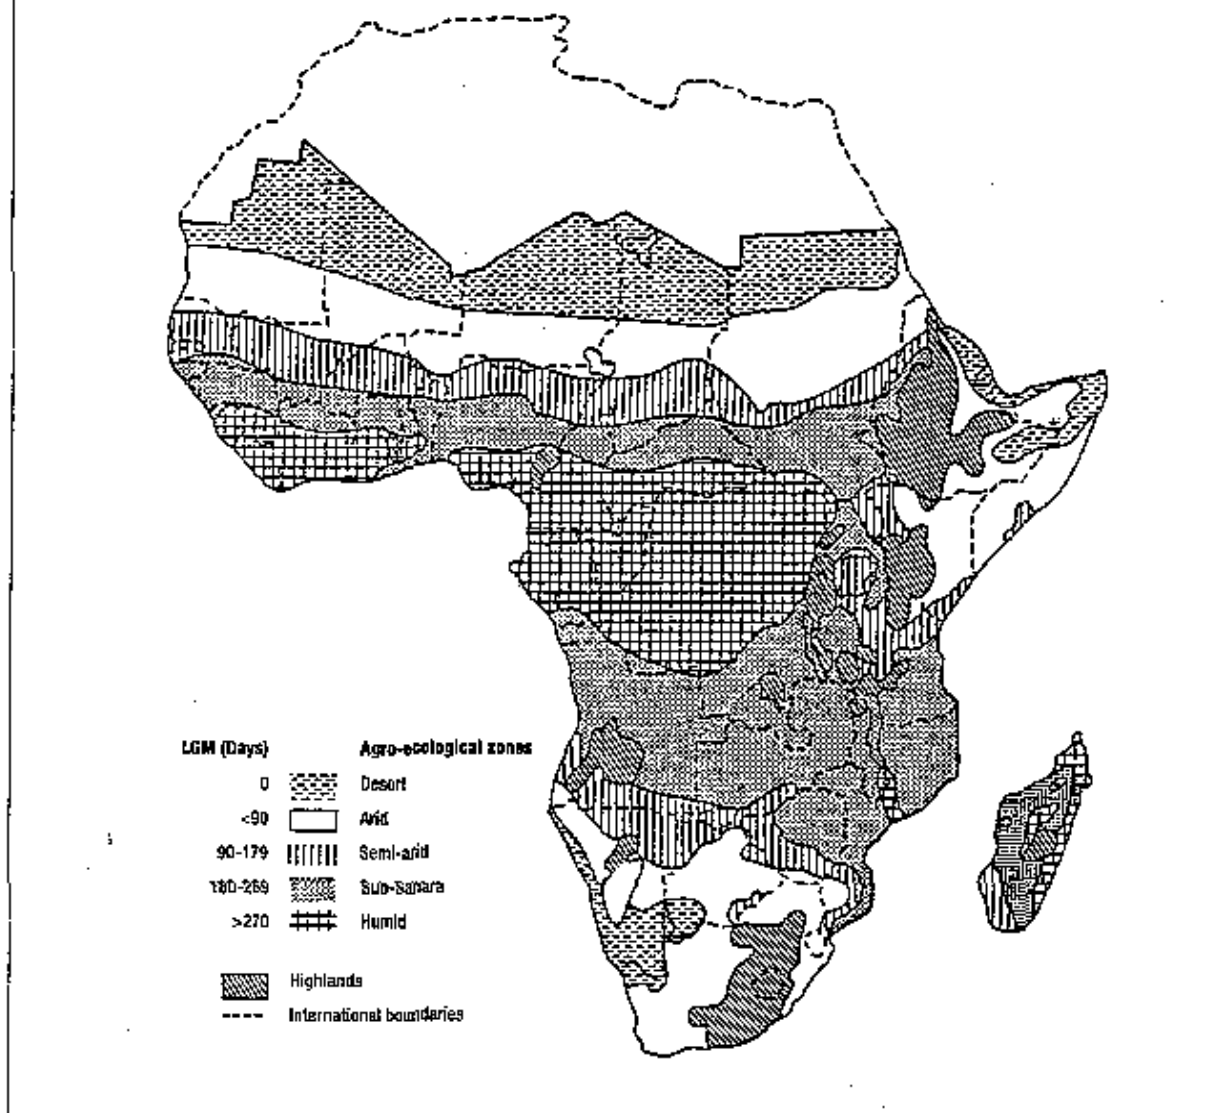 LGM (Days) Agro-ecological zones
0 Desert
<90 Arid
90-179 Semi-arid
180-269 Sub-sahara
>270 Humid
Highlands
International boundaries